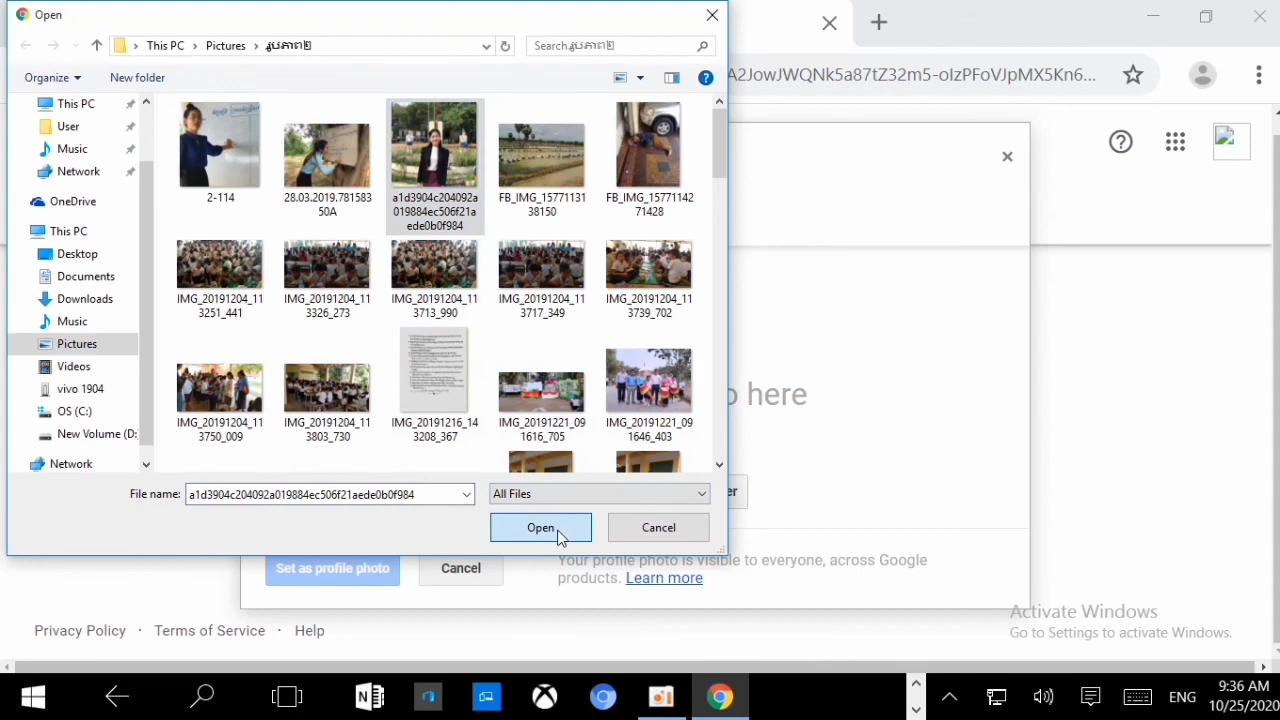 Open
A2JowJWQNk5a87tZ32m5-oIzPFoVJpMX5Kn6...
This PC
Pictures
រូបភាព២
Search រូបភាព២
Organize
New folder
This PC
User
Music
Network
OneDrive
This PC
Desktop
Documents
Downloads
Music
Pictures
Videos
vivo 1904
OS (C:)
New Volume (D:
Network
2-114
28.03.2019.781583
50A
a1d3904c204092a
019884ec506f21a
ede0b0f984
FB_IMG_15771131
38150
FB_IMG_15771142
71428
IMG_20191204_11
3251_441
IMG_20191204_11
3326_273
IMG_20191204_11
3713_990
IMG_20191204_11
3717_349
IMG_20191204_11
3739_702
IMG_20191204_11
3750_009
IMG_20191204_11
3803_730
IMG_20191216_14
3208_367
IMG_20191221_09
1616_705
IMG_20191221_09
1646_403
File name:
a1d3904c204092a019884ec506f21aede0b0f984
All Files
Open
Cancel
o here
er
Set as profile photo
Cancel
Your profile photo is visible to everyone, across Google
products. Learn more
Privacy Policy · Terms of Service · Help
Activate Windows
Go to Settings to activate Windows.
ENG
9:36 AM
10/25/2020